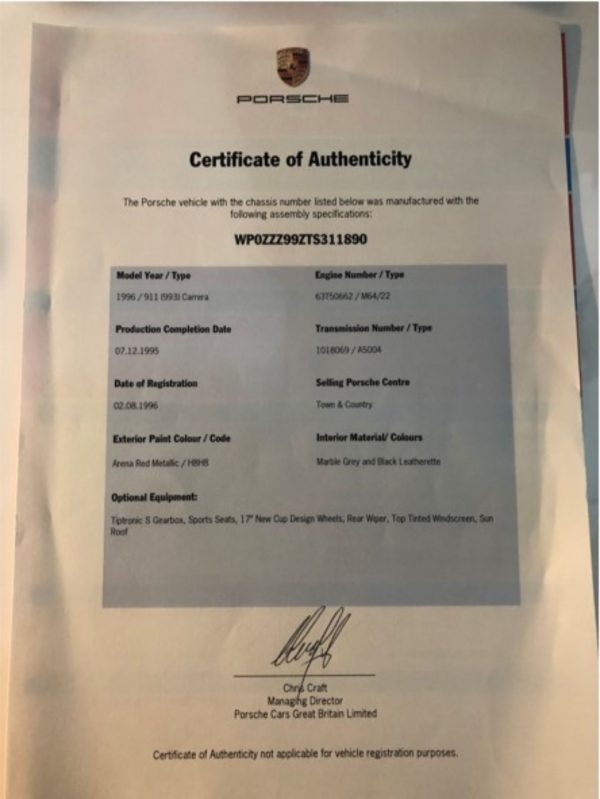 PORSCHE
Certificate of Authenticity
The Porsche vehicle with the chassis number listed below was manufactured with the
following assembly specifications:
WP0ZZZ99ZTS311890
Model Year / Type
1996 / 911 (993) Carrera
Engine Number / Type
63T50662 / M64/22
Production Completion Date
07.12.1995
Transmission Number / Type
1018069 / A5004
Date of Registration
02.08.1996
Selling Porsche Centre
Town & Country
Exterior Paint Colour / Code
Arena Red Metallic / H8H8
Interior Material/ Colours
Marble Grey and Black Leatherette
Optional Equipment:
Tiptronic S Gearbox, Sports Seats, 17" New Cup Design Wheels, Rear Wiper, Top Tinted Windscreen, Sun
Roof
Chris Craft
Managing Director
Porsche Cars Great Britain Limited
Certificate of Authenticity not applicable for vehicle registration purposes.